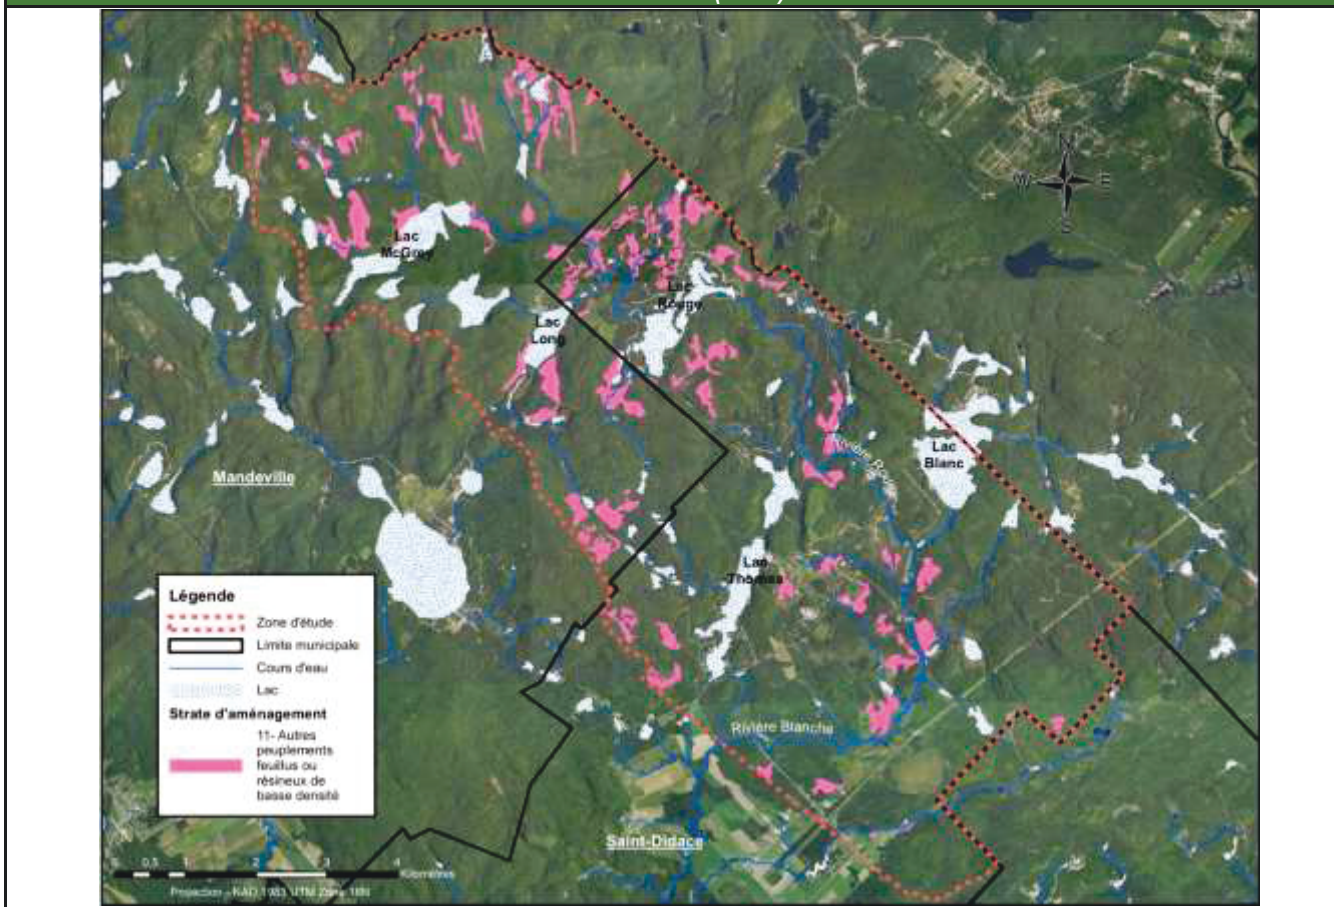 N
W
E
S
Lac
McGrey
Lac
Rouge
Lac
Long
Lac
Blanc
Mandeville
Lac
Thomas
Légende
Zone d'étude
Limite municipale
Cours d'eau
Lac
Strate d'aménagement
11- Autres
peuplements
feuillus ou
résineux de
basse densité
Rivière Blanche
Saint-Didace
0 0,5 1 2 3 4
Kilomètres
Projection - NAD 1983 UTM Zone 18N